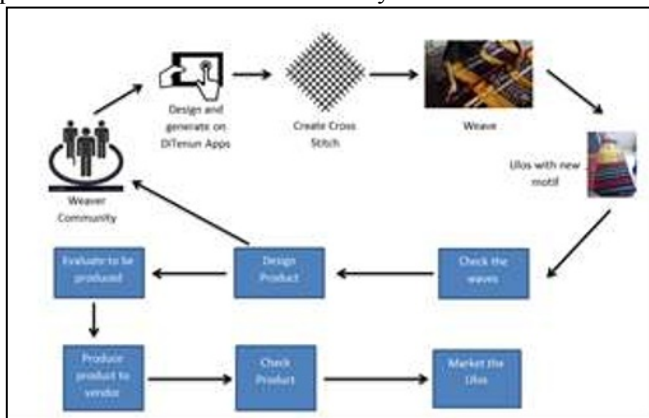 Design and
generate on
DiTenun Apps
Create Cross
Stitch
Weave
Ulos with new
motif
Weaver
Community
Evaluate to be
produced
Design
Product
Check the
waves
Produce
product to
vendor
Check
Product
Market the
Ulos